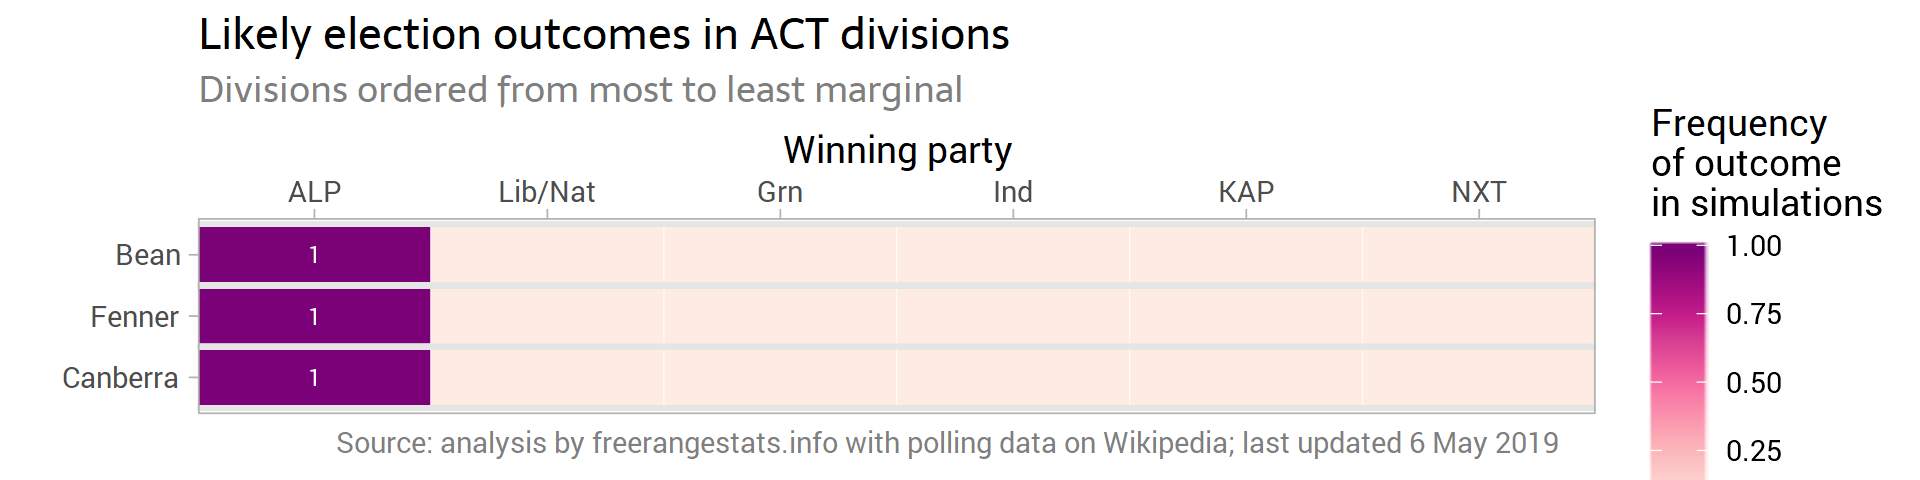 Likely election outcomes in ACT divisions
Divisions ordered from most to least marginal
Winning party
ALP Lib/Nat Grn Ind KAP NXT
Bean 1
Fenner 1
Canberra 1
Source: analysis by freerangestats.info with polling data on Wikipedia; last updated 6 May 2019
Frequency
of outcome
in simulations
1.00
0.75
0.50
0.25